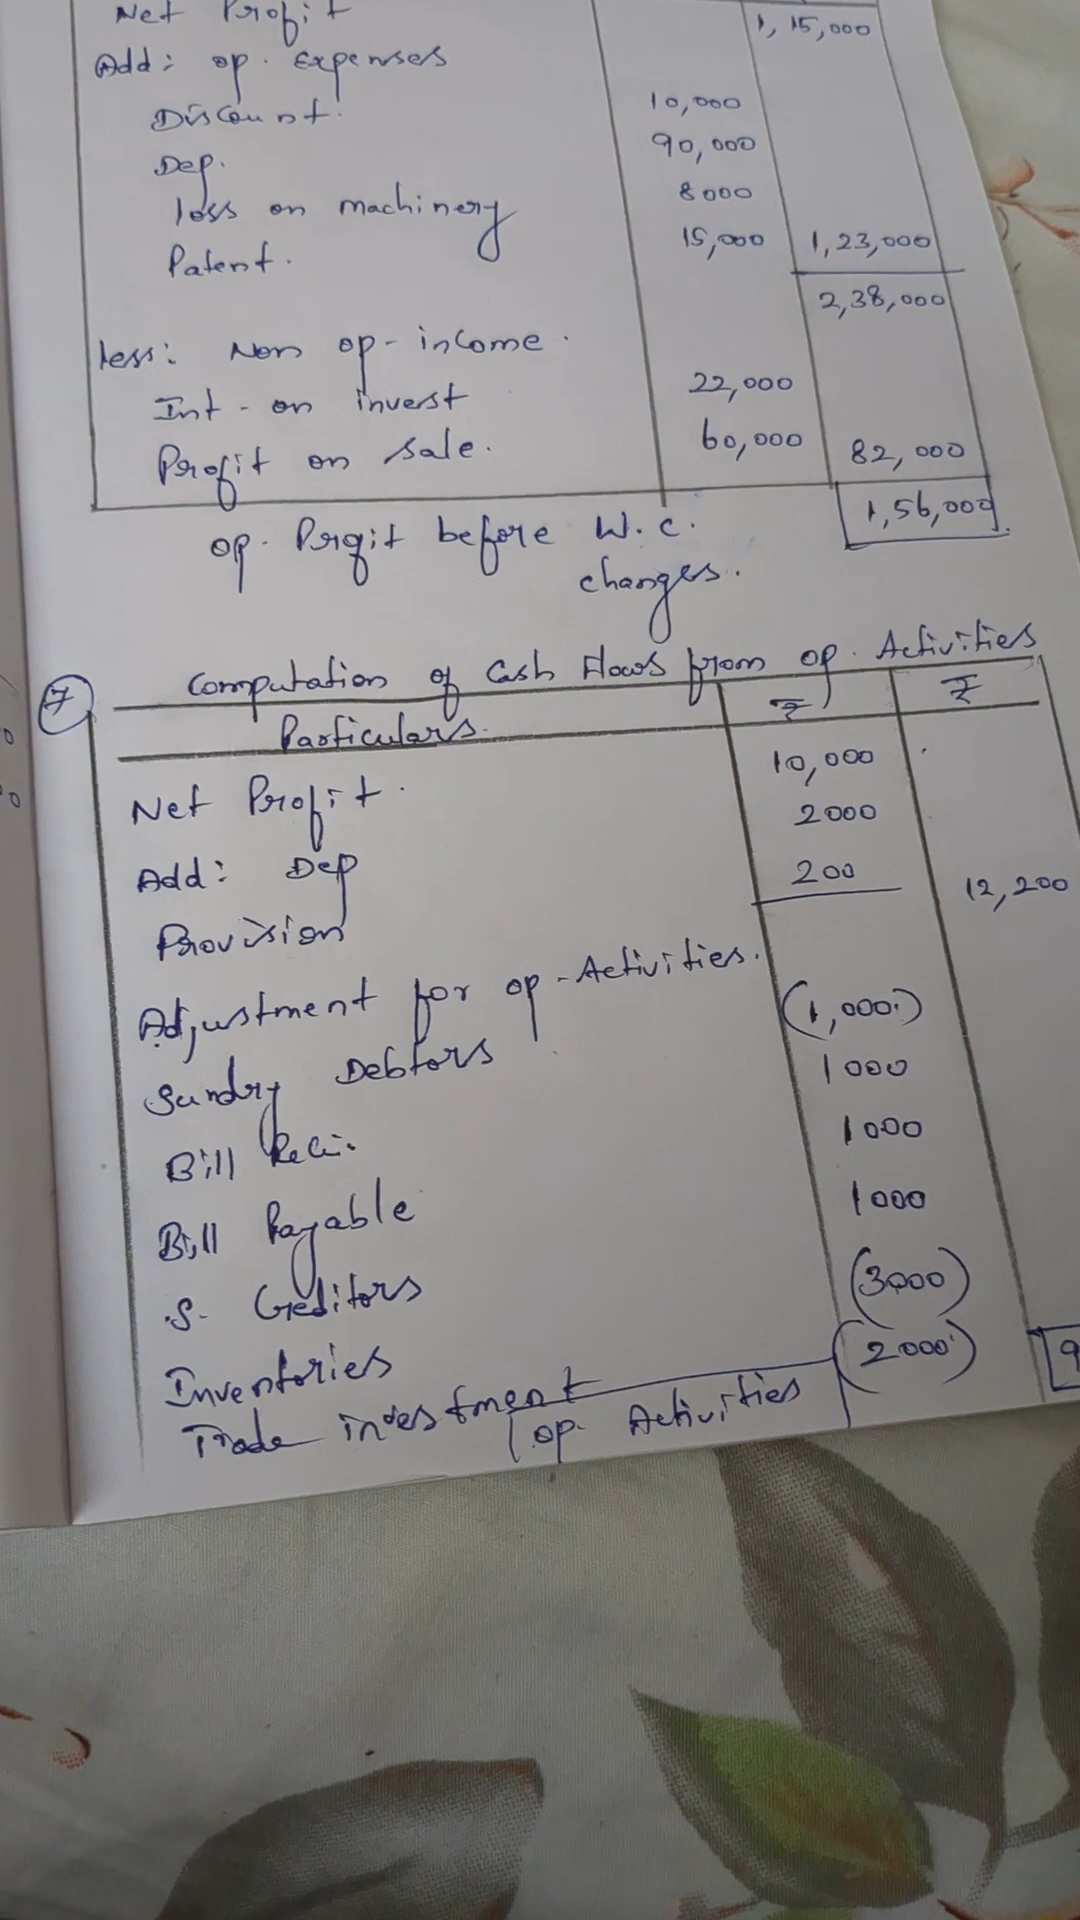 Net Profit 1,15,000
Add: op. Expenses
Discount. 10,000
Dep. 90,000
loss on machinery 8000
Patent. 15,000 1,23,000
2,38,000
less: Non op-income.
Int - on invest 22,000
Profit on sale. 60,000 82,000
op. Profit before W.C. 1,56,000
changes.
7 Computation of Cash Flows from op. Activities
Particulars. ₹ ₹
Net Profit. 10,000
Add: Dep 2000
Provision 200 12,200
Adjustment for op-Activities.
Sundry Debtors (1,000)
Bill Reci. 1000
Bill Payable 1000
S. Creditors 1000
Inventories (3000)
Trade investment (2000)
op. Activities 9